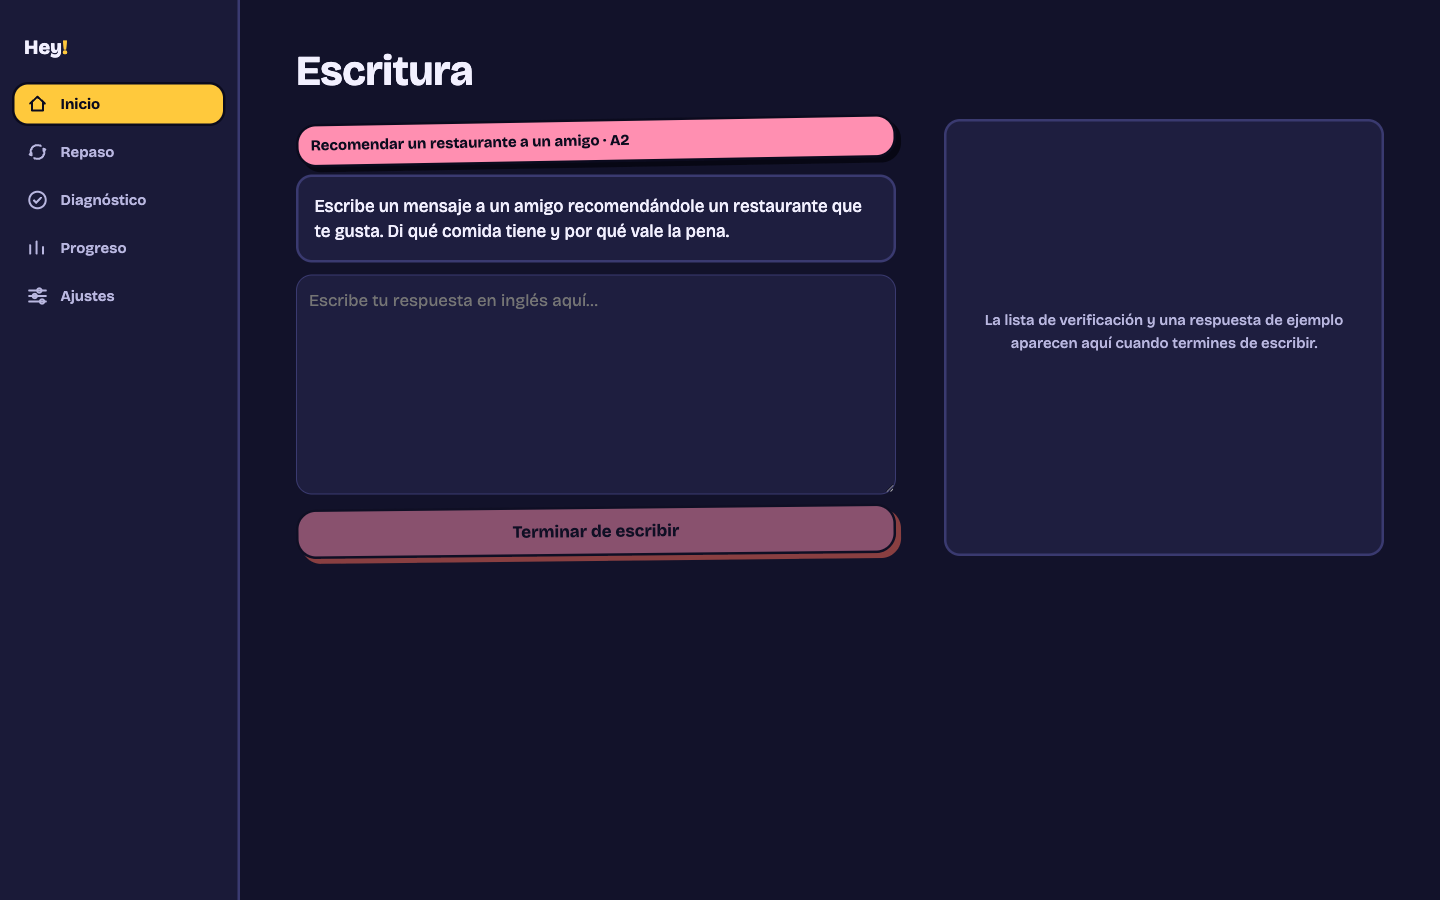 Hey!
Inicio
Repaso
Diagnóstico
Progreso
Ajustes
Escritura
Recomendar un restaurante a un amigo · A2
Escribe un mensaje a un amigo recomendándole un restaurante que
te gusta. Di qué comida tiene y por qué vale la pena.
Escribe tu respuesta en inglés aquí...
Terminar de escribir
La lista de verificación y una respuesta de ejemplo
aparecen aquí cuando termines de escribir.